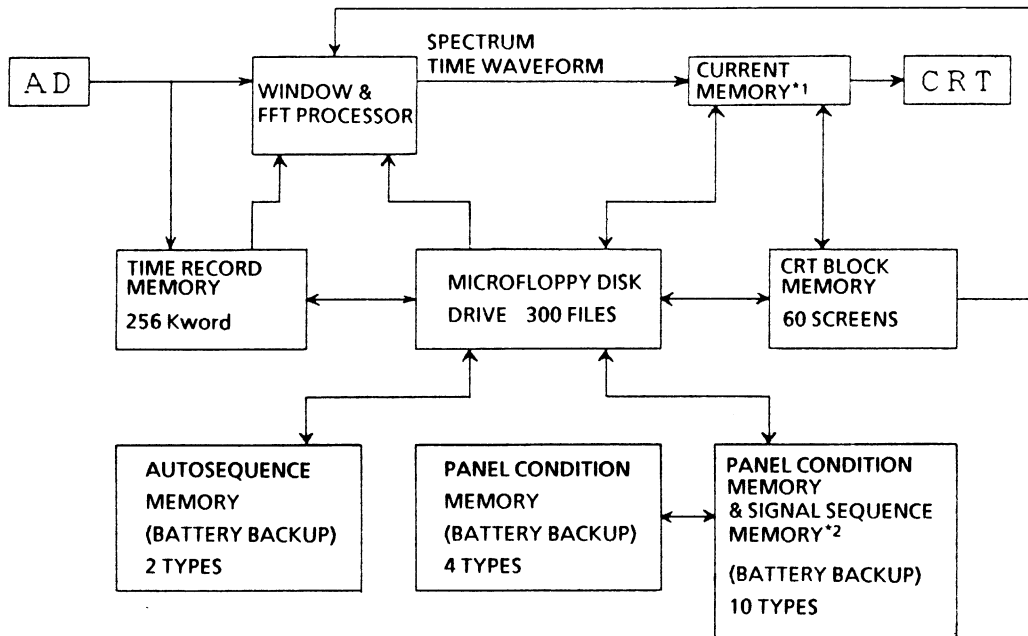 SPECTRUM
TIME WAVEFORM
AD
WINDOW &
FFT PROCESSOR
CURRENT
MEMORY*1
CRT
TIME RECORD
MEMORY
256 Kword
MICROFLOPPY DISK
DRIVE 300 FILES
CRT BLOCK
MEMORY
60 SCREENS
AUTOSEQUENCE
MEMORY
(BATTERY BACKUP)
2 TYPES
PANEL CONDITION
MEMORY
(BATTERY BACKUP)
4 TYPES
PANEL CONDITION
MEMORY
& SIGNAL SEQUENCE
MEMORY*2
(BATTERY BACKUP)
10 TYPES